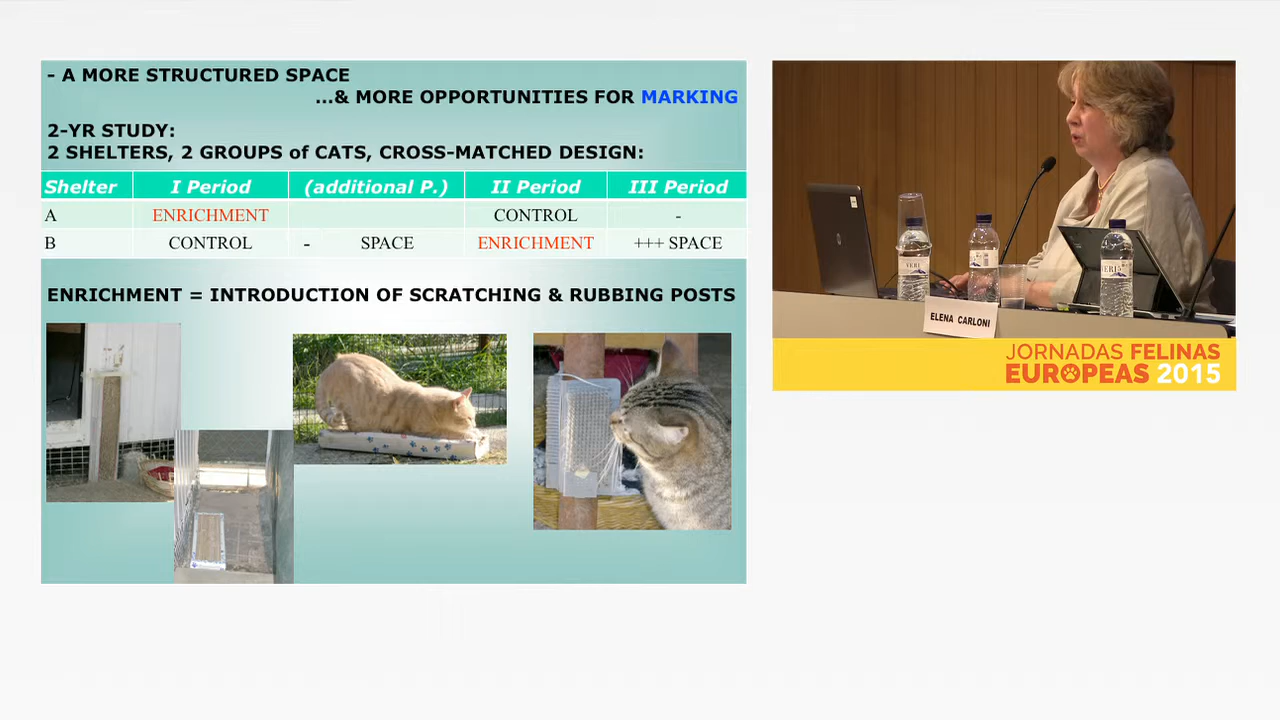 - A MORE STRUCTURED SPACE
...& MORE OPPORTUNITIES FOR MARKING
2-YR STUDY:
2 SHELTERS, 2 GROUPS of CATS, CROSS-MATCHED DESIGN:
Shelter I Period (additional P.) II Period III Period
A ENRICHMENT CONTROL -
B CONTROL - SPACE ENRICHMENT +++ SPACE
ENRICHMENT = INTRODUCTION OF SCRATCHING & RUBBING POSTS
ELENA CARLONI
JORNADAS FELINAS
EUROPEAS 2015